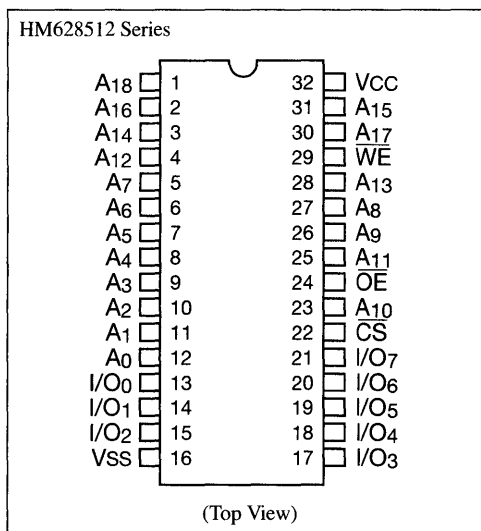 HM628512 Series
A18 1 32 VCC
A16 2 31 A15
A14 3 30 A17
A12 4 29 W̅E̅
A7 5 28 A13
A6 6 27 A8
A5 7 26 A9
A4 8 25 A11
A3 9 24 O̅E̅
A2 10 23 A10
A1 11 22 C̅S̅
A0 12 21 I/O7
I/O0 13 20 I/O6
I/O1 14 19 I/O5
I/O2 15 18 I/O4
VSS 16 17 I/O3
(Top View)